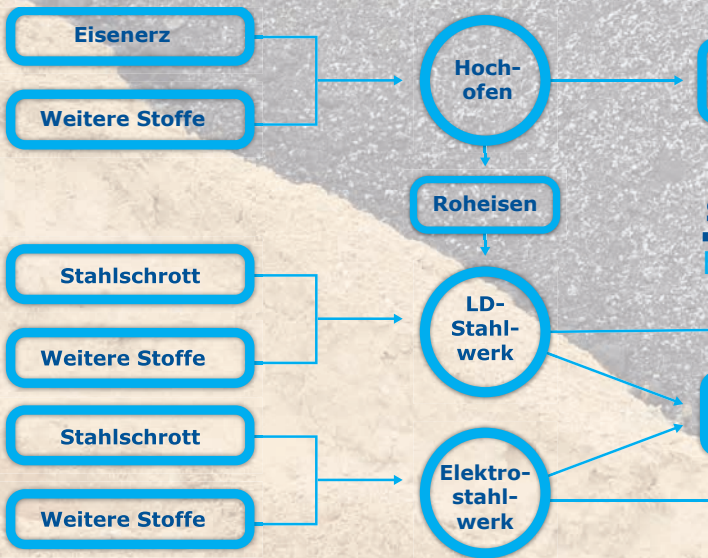 Eisenerz
Weitere Stoffe
Hoch-
ofen
Roheisen
Stahlschrott
Weitere Stoffe
LD-
Stahl-
werk
Stahlschrott
Weitere Stoffe
Elektro-
stahl-
werk